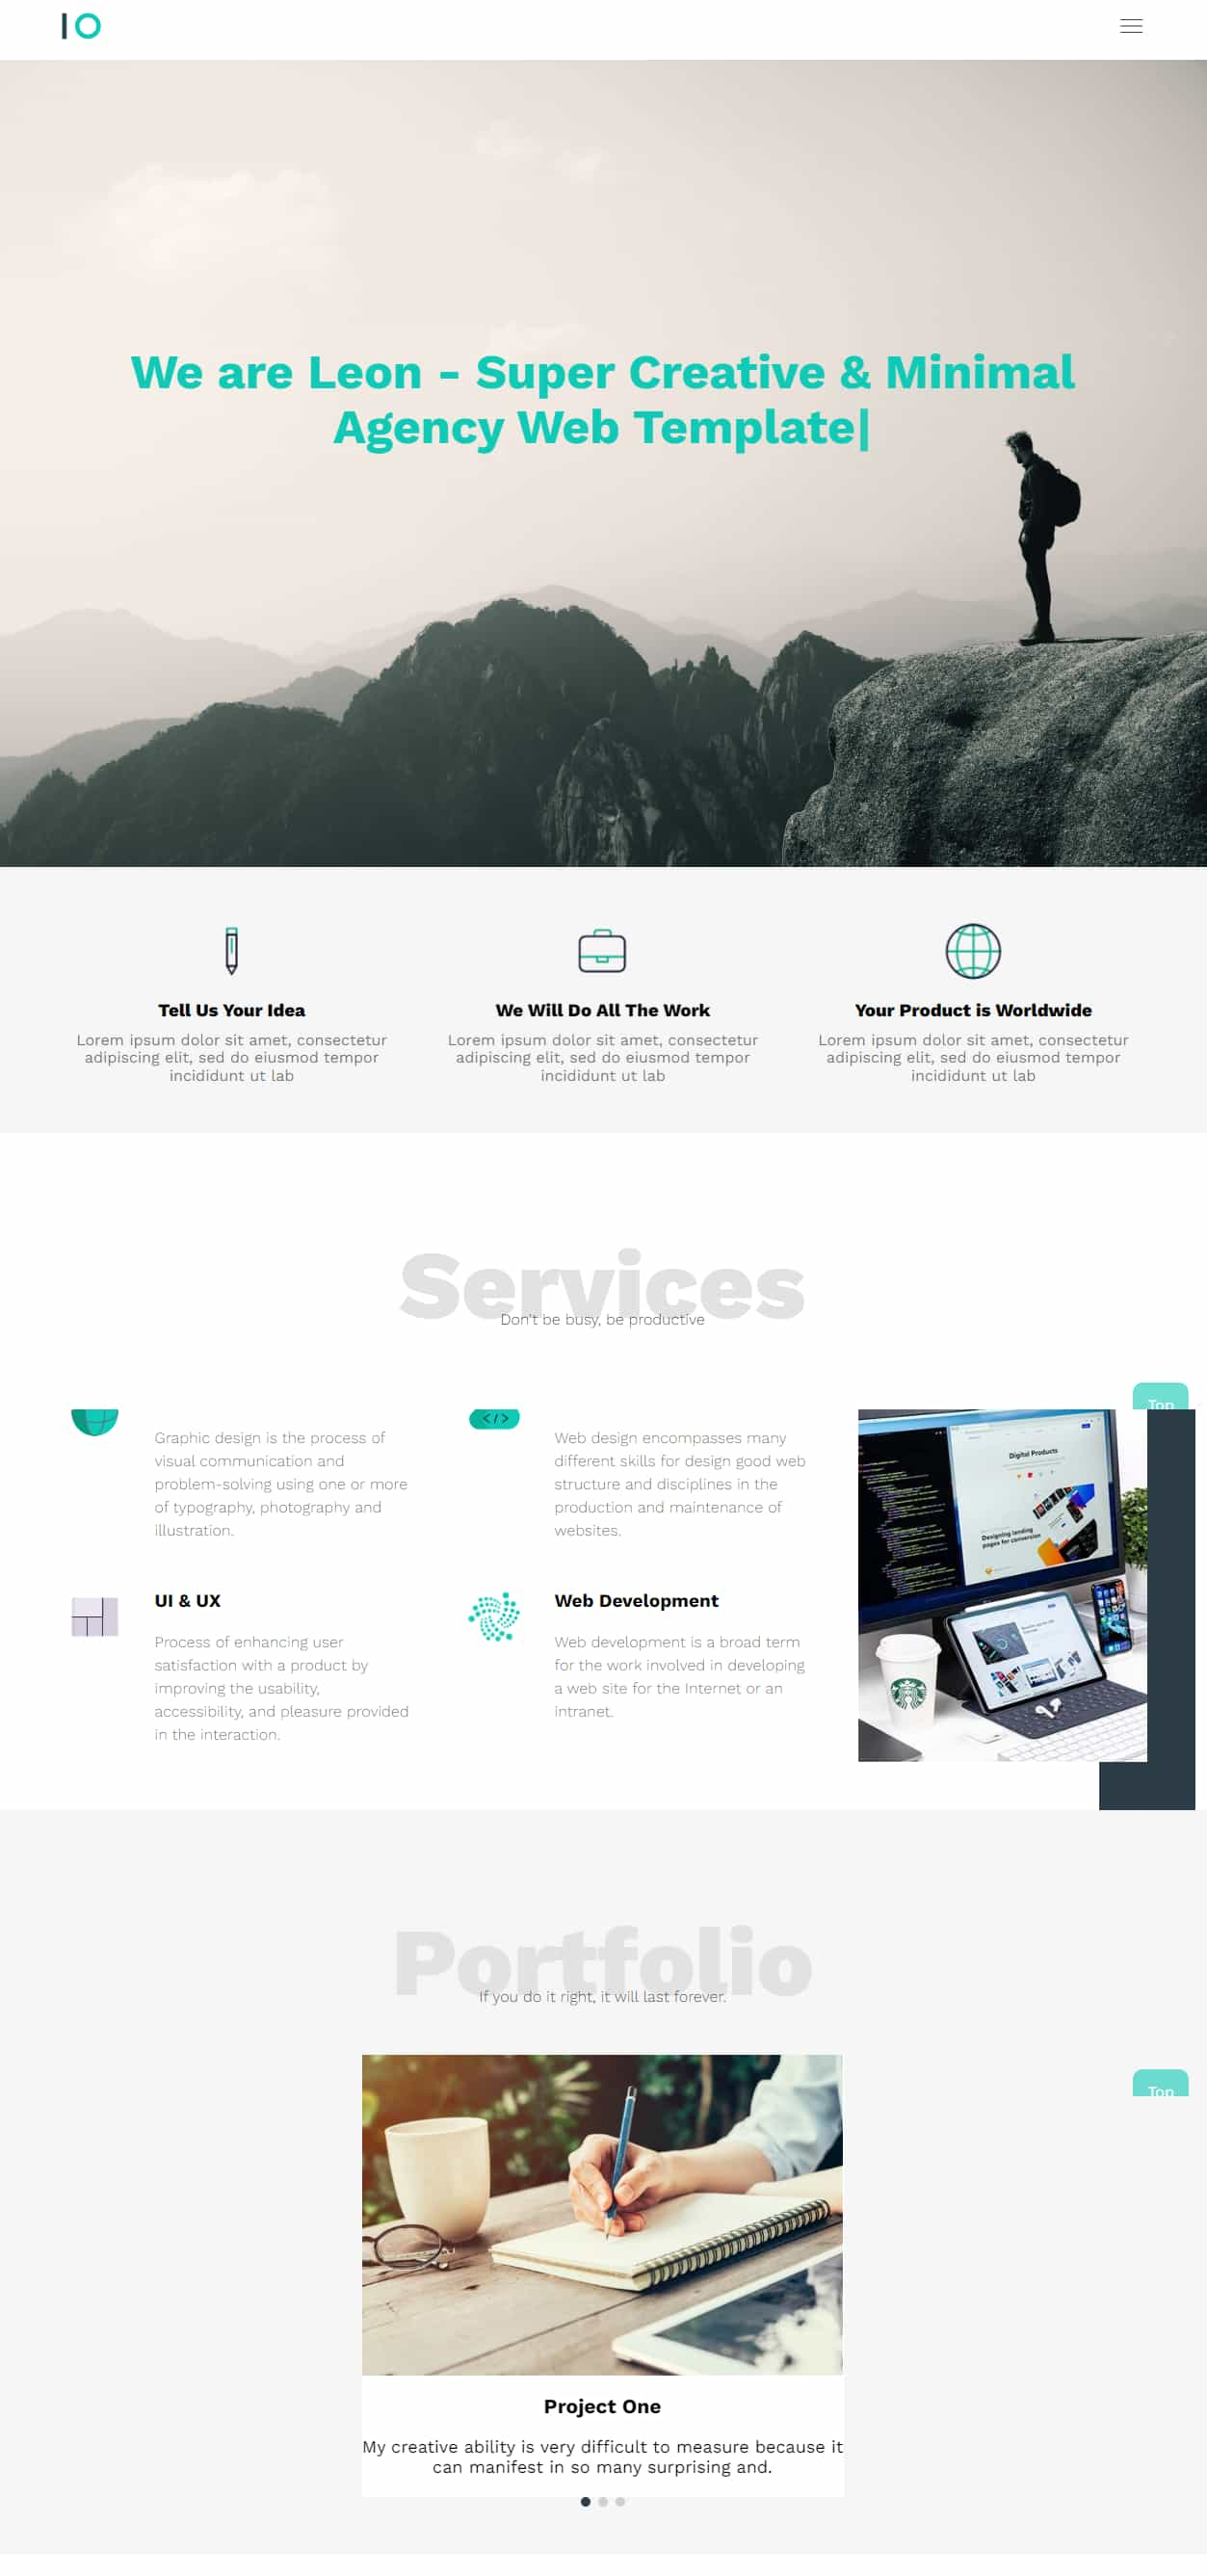 IO
We are Leon - Super Creative & Minimal
Agency Web Template|
Tell Us Your Idea
Lorem ipsum dolor sit amet, consectetur
adipiscing elit, sed do eiusmod tempor
incididunt ut lab
We Will Do All The Work
Lorem ipsum dolor sit amet, consectetur
adipiscing elit, sed do eiusmod tempor
incididunt ut lab
Your Product is Worldwide
Lorem ipsum dolor sit amet, consectetur
adipiscing elit, sed do eiusmod tempor
incididunt ut lab
Services
Don't be busy, be productive
Top
Graphic design is the process of
visual communication and
problem-solving using one or more
of typography, photography and
illustration.
</>
Web design encompasses many
different skills for design good web
structure and disciplines in the
production and maintenance of
websites.
Digital Products
Designing landing
pages for conversion
UI & UX
Process of enhancing user
satisfaction with a product by
improving the usability,
accessibility, and pleasure provided
in the interaction.
Web Development
Web development is a broad term
for the work involved in developing
a web site for the Internet or an
intranet.
Portfolio
If you do it right, it will last forever.
Top
Project One
My creative ability is very difficult to measure because it
can manifest in so many surprising and.